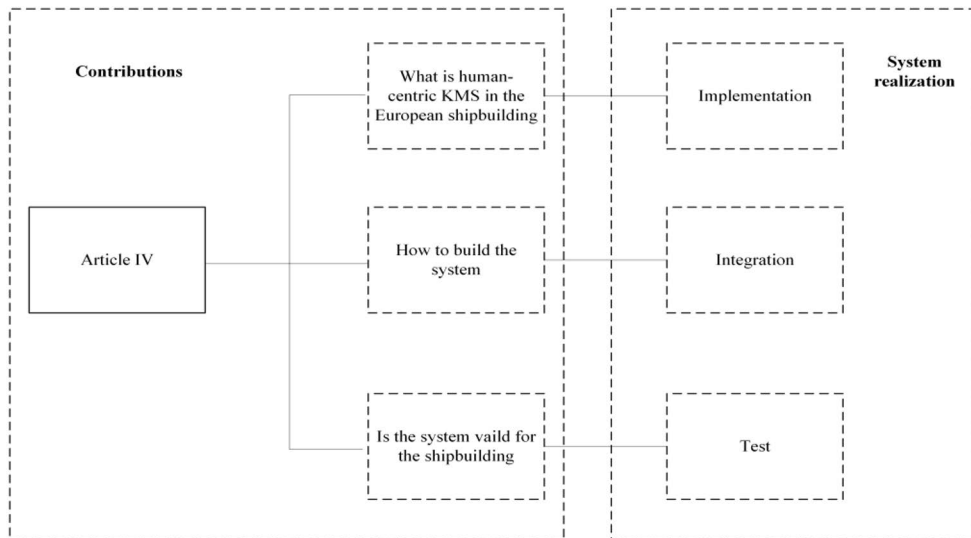 Contributions
What is human-
centric KMS in the
European shipbuilding
Implementation
System
realization
Article IV
How to build the
system
Integration
Is the system vaild for
the shipbuilding
Test